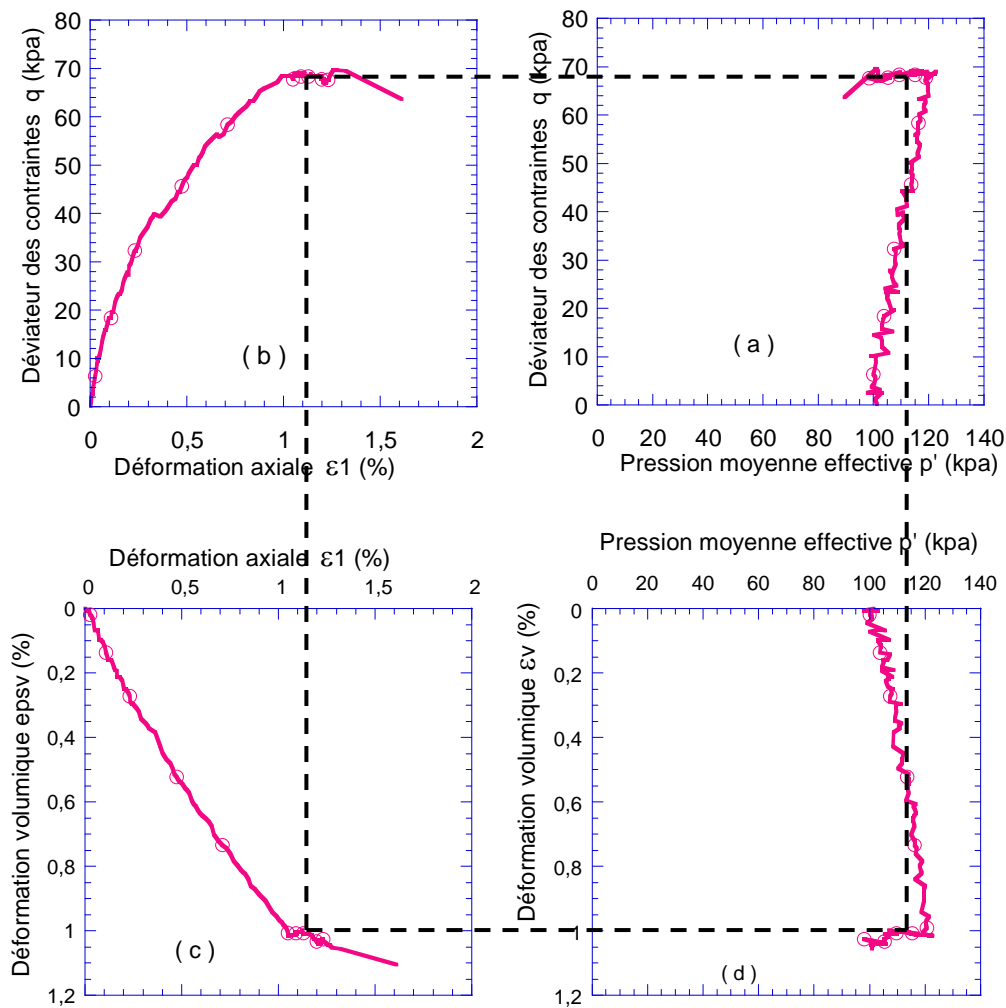 Déviateur des contraintes q (kpa)
80
70
60
50
40
30
20
10
0
( b )
0 0,5 1 1,5 2
Déformation axiale ε1 (%)
Déviateur des contraintes q (kpa)
80
70
60
50
40
30
20
10
0
( a )
0 20 40 60 80 100 120 140
Pression moyenne effective p' (kpa)
Déformation axiale ε1 (%)
0 0,5 1 1,5 2
Déformation volumique epsv (%)
0
0,2
0,4
0,6
0,8
1
1,2
( c )
Pression moyenne effective p' (kpa)
0 20 40 60 80 100 120 140
Déformation volumique εv (%)
0
0,2
0,4
0,6
0,8
1
1,2
( d )